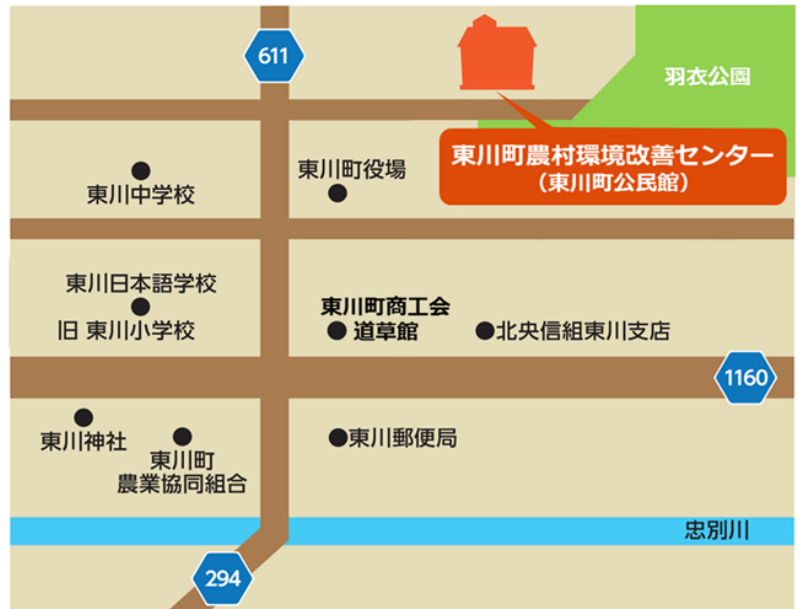 611
羽衣公園
東川町農村環境改善センター
（東川町公民館）
東川中学校
東川町役場
東川日本語学校
旧 東川小学校
東川町商工会
道草館
北央信組東川支店
1160
東川神社
東川町
農業協同組合
東川郵便局
忠別川
294